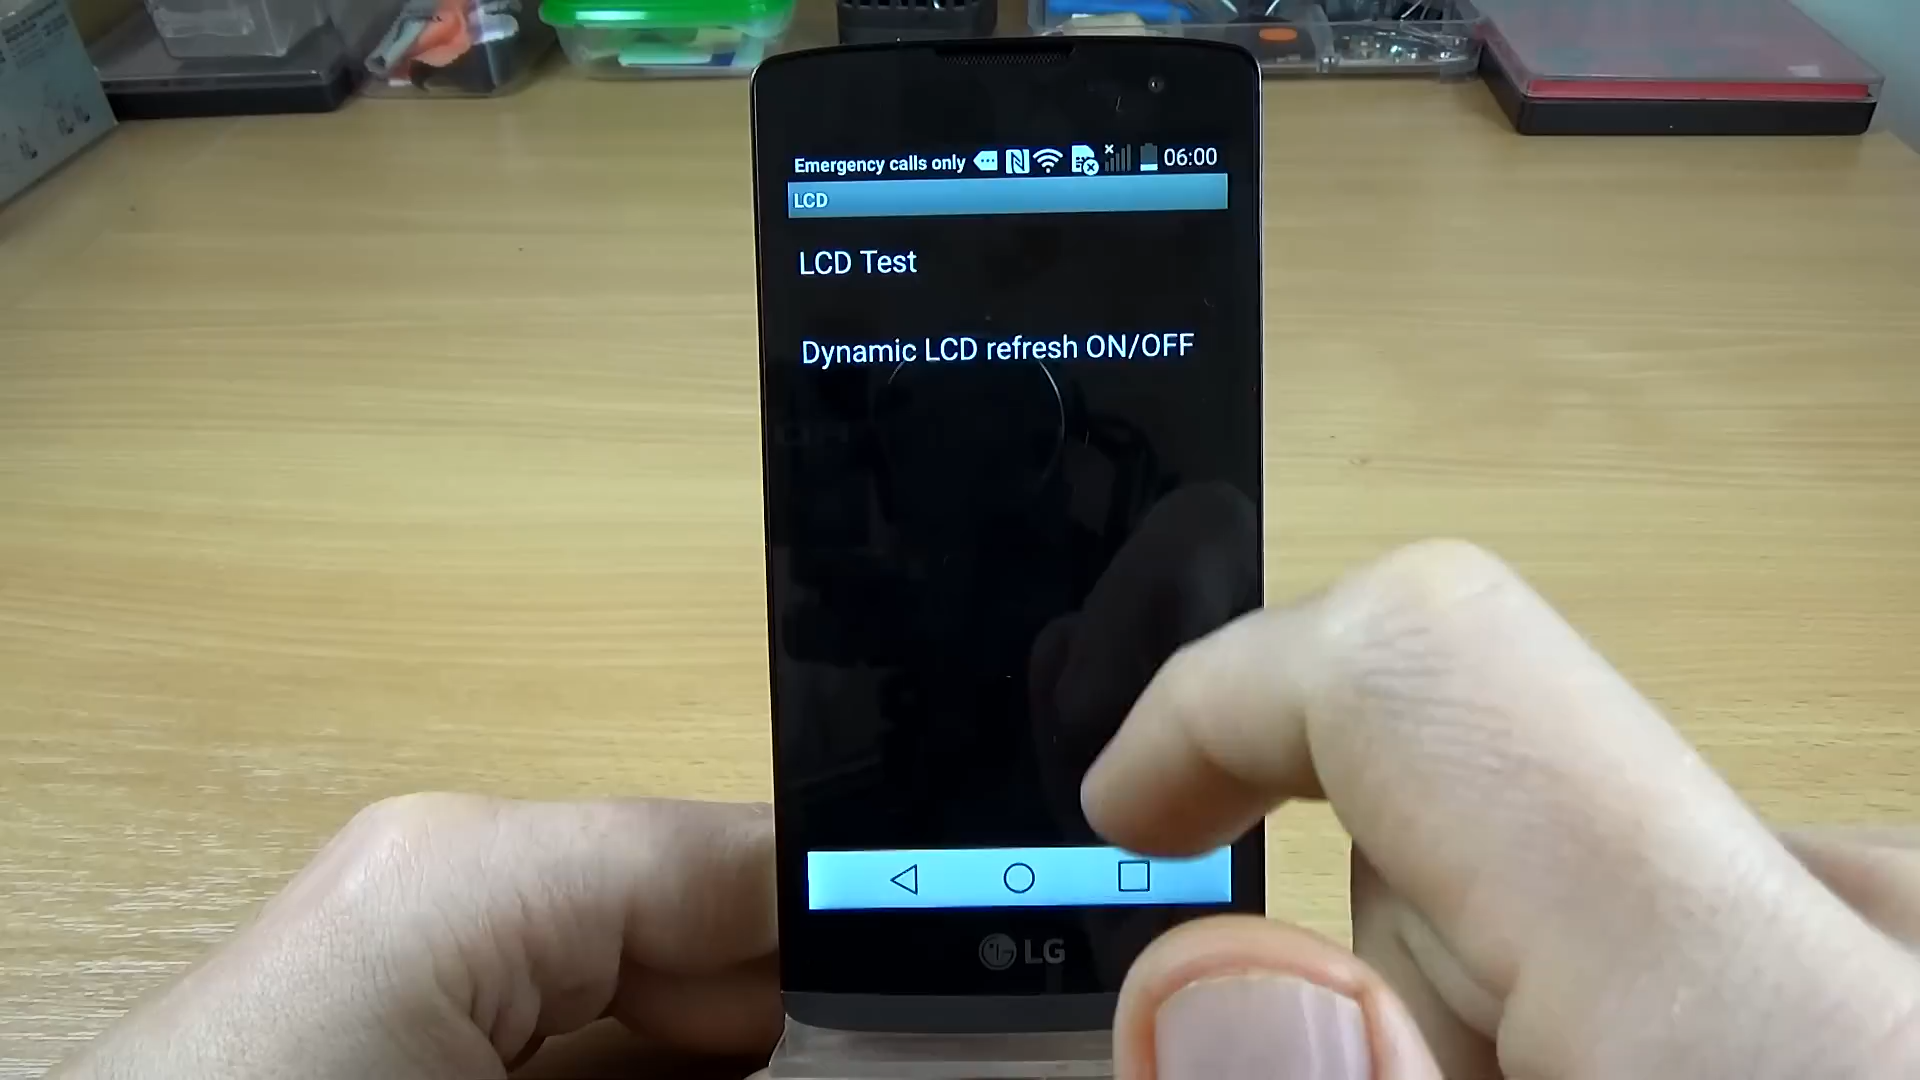 Emergency calls only 06:00
LCD
LCD Test
Dynamic LCD refresh ON/OFF
LG